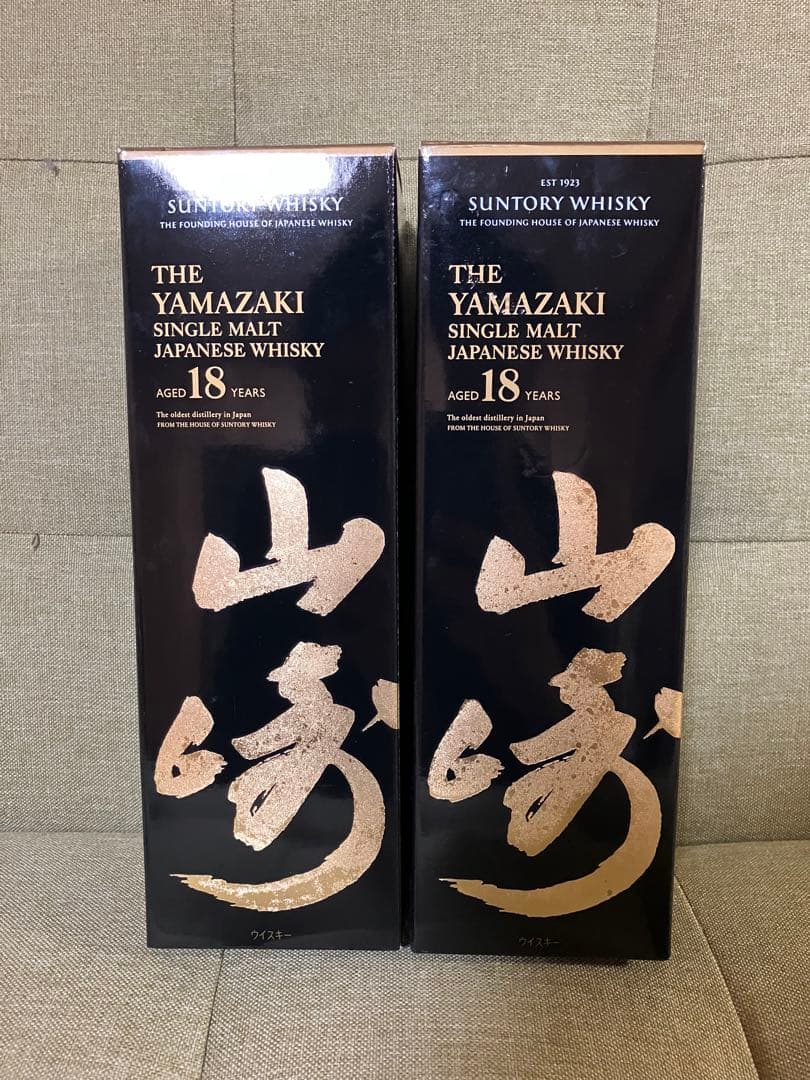 SUNTORY WHISKY
THE FOUNDING HOUSE OF JAPANESE WHISKY
THE
YAMAZAKI
SINGLE MALT
JAPANESE WHISKY
AGED 18 YEARS
The oldest distillery in Japan
FROM THE HOUSE OF SUNTORY WHISKY
山崎
ウイスキー
EST 1923
SUNTORY WHISKY
THE FOUNDING HOUSE OF JAPANESE WHISKY
THE
YAMAZAKI
SINGLE MALT
JAPANESE WHISKY
AGED 18 YEARS
The oldest distillery in Japan
FROM THE HOUSE OF SUNTORY WHISKY
山崎
ウイスキー